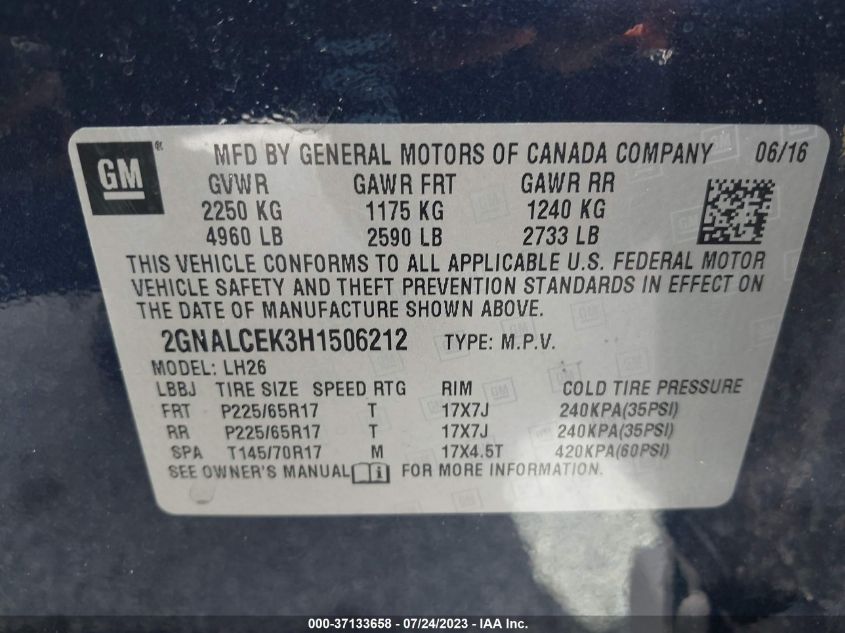 GM ® MFD BY GENERAL MOTORS OF CANADA COMPANY 06/16
GVWR GAWR FRT GAWR RR
2250 KG 1175 KG 1240 KG
4960 LB 2590 LB 2733 LB
THIS VEHICLE CONFORMS TO ALL APPLICABLE U.S. FEDERAL MOTOR
VEHICLE SAFETY AND THEFT PREVENTION STANDARDS IN EFFECT ON
THE DATE OF MANUFACTURE SHOWN ABOVE.
2GNALCEK3H1506212 TYPE: M.P.V.
MODEL: LH26
LBBJ TIRE SIZE SPEED RTG RIM COLD TIRE PRESSURE
FRT P225/65R17 T 17X7J 240KPA(35PSI)
RR P225/65R17 T 17X7J 240KPA(35PSI)
SPA T145/70R17 M 17X4.5T 420KPA(60PSI)
SEE OWNER'S MANUAL FOR MORE INFORMATION.
000-37133658 - 07/24/2023 - IAA Inc.